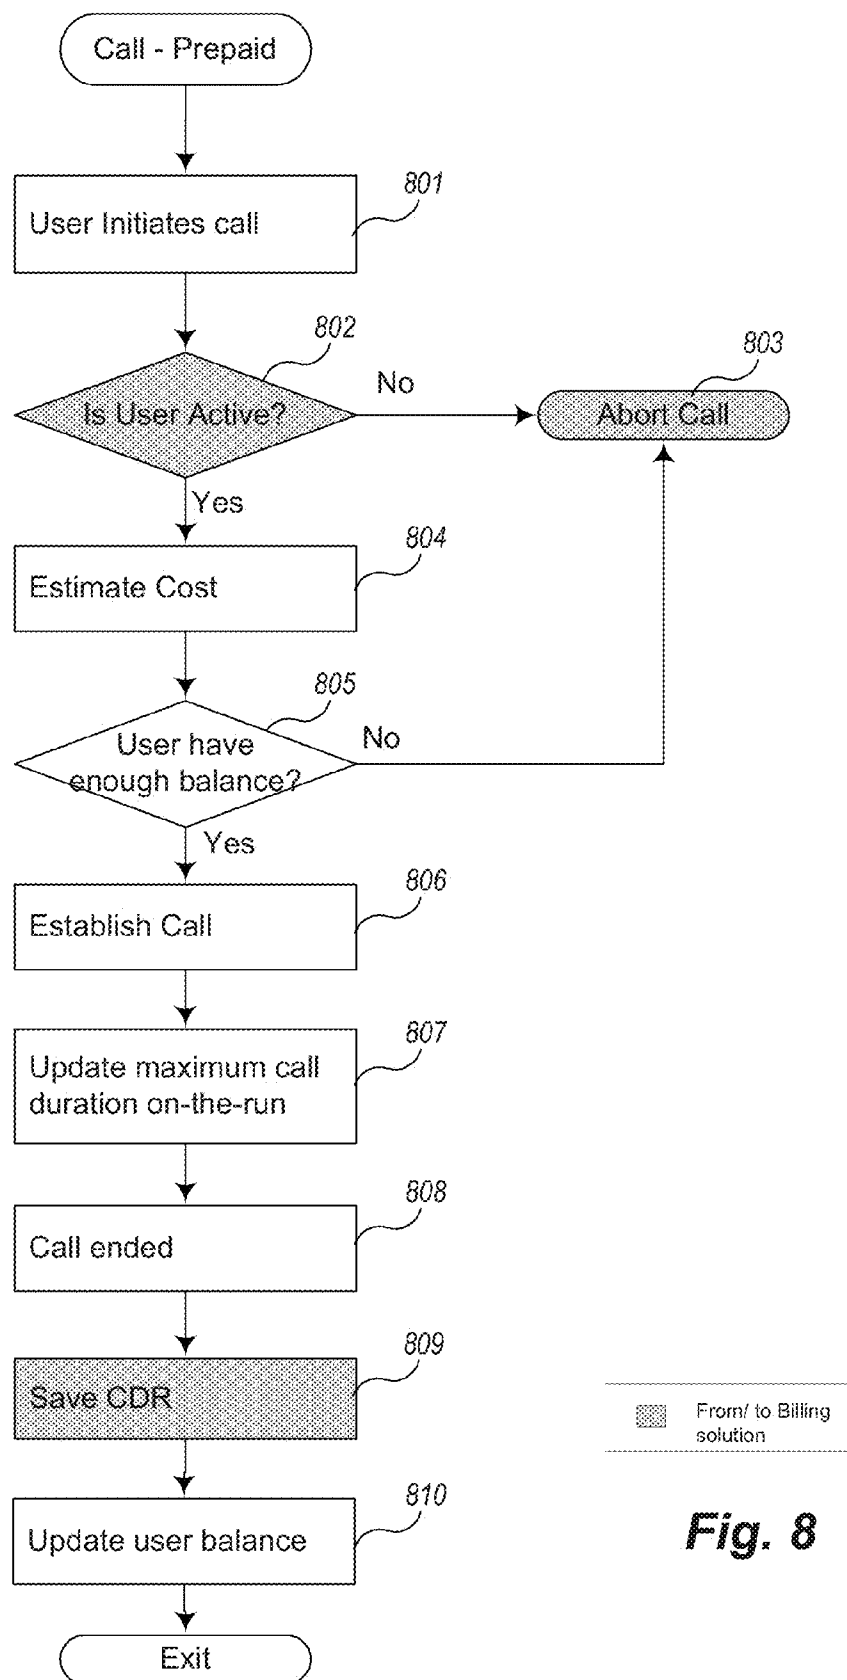 Call - Prepaid
801
User Initiates call
802
803
No
Is User Active?
Abort Call
Yes
804
Estimate Cost
805
User have
No
enough balance?
Yes
806
Establish Call
807
Update maximum call
duration on-the-run
808
Call ended
809
Save CDR
From/ to Billing
solution
810
Update user balance
Fig. 8
Exit